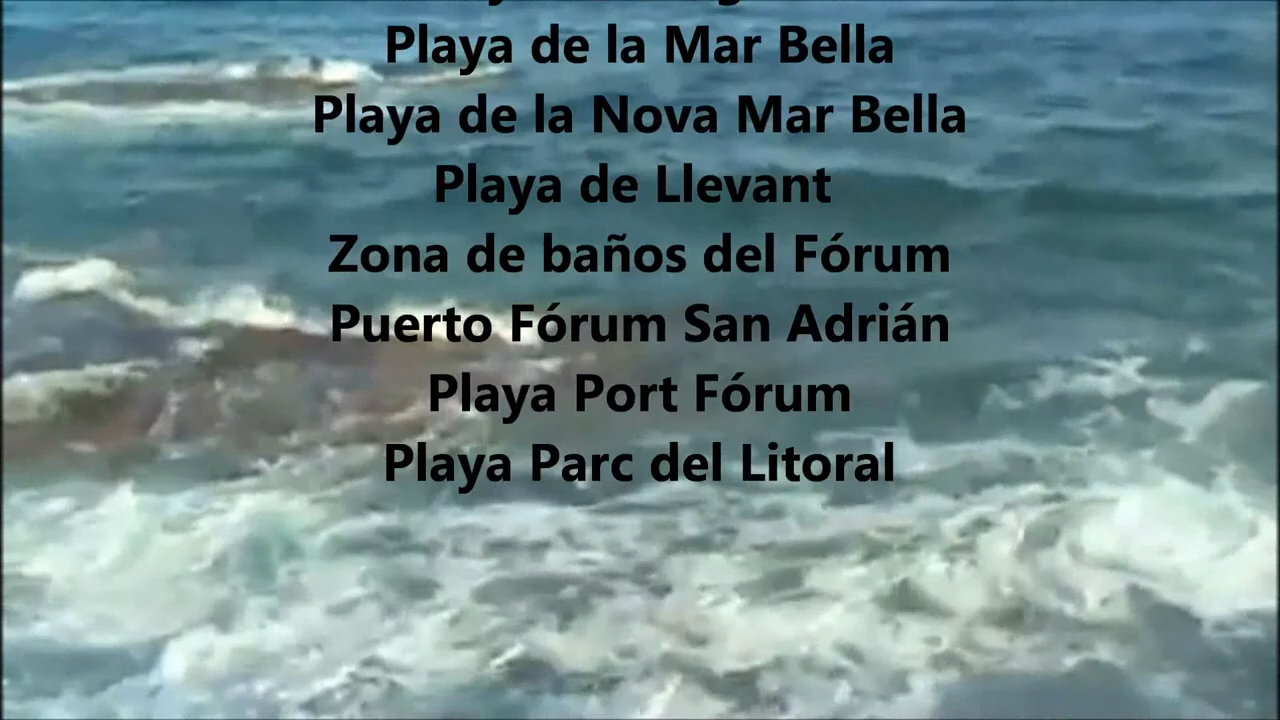 Playa de la Mar Bella
Playa de la Nova Mar Bella
Playa de Llevant
Zona de baños del Fórum
Puerto Fórum San Adrián
Playa Port Fórum
Playa Parc del Litoral